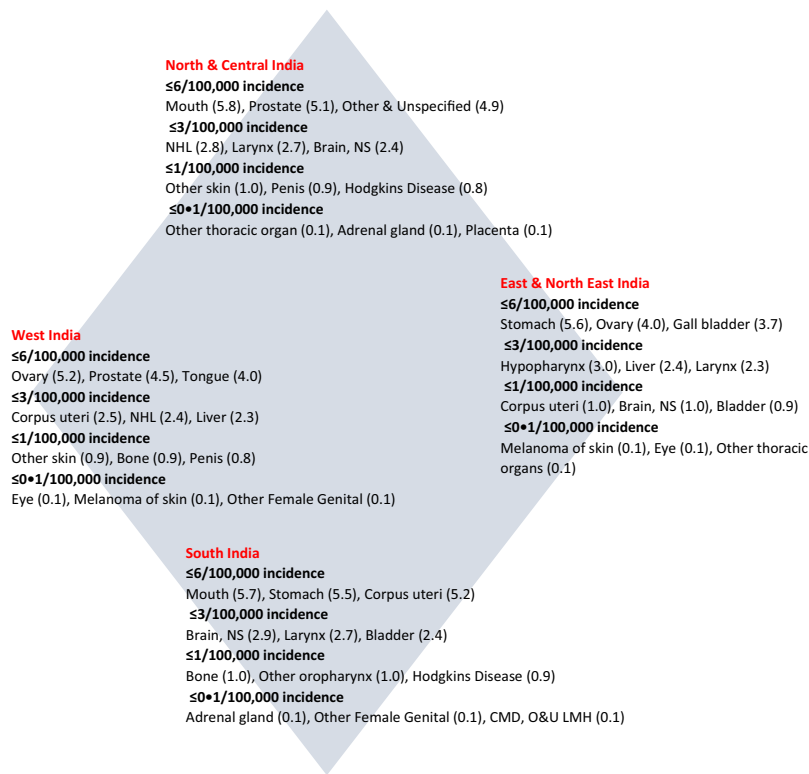 North & Central India
≤6/100,000 incidence
Mouth (5.8), Prostate (5.1), Other & Unspecified (4.9)
≤3/100,000 incidence
NHL (2.8), Larynx (2.7), Brain, NS (2.4)
≤1/100,000 incidence
Other skin (1.0), Penis (0.9), Hodgkins Disease (0.8)
≤0•1/100,000 incidence
Other thoracic organ (0.1), Adrenal gland (0.1), Placenta (0.1)
East & North East India
≤6/100,000 incidence
Stomach (5.6), Ovary (4.0), Gall bladder (3.7)
≤3/100,000 incidence
Hypopharynx (3.0), Liver (2.4), Larynx (2.3)
≤1/100,000 incidence
Corpus uteri (1.0), Brain, NS (1.0), Bladder (0.9)
≤0•1/100,000 incidence
Melanoma of skin (0.1), Eye (0.1), Other thoracic
organs (0.1)
West India
≤6/100,000 incidence
Ovary (5.2), Prostate (4.5), Tongue (4.0)
≤3/100,000 incidence
Corpus uteri (2.5), NHL (2.4), Liver (2.3)
≤1/100,000 incidence
Other skin (0.9), Bone (0.9), Penis (0.8)
≤0•1/100,000 incidence
Eye (0.1), Melanoma of skin (0.1), Other Female Genital (0.1)
South India
≤6/100,000 incidence
Mouth (5.7), Stomach (5.5), Corpus uteri (5.2)
≤3/100,000 incidence
Brain, NS (2.9), Larynx (2.7), Bladder (2.4)
≤1/100,000 incidence
Bone (1.0), Other oropharynx (1.0), Hodgkins Disease (0.9)
≤0•1/100,000 incidence
Adrenal gland (0.1), Other Female Genital (0.1), CMD, O&U LMH (0.1)